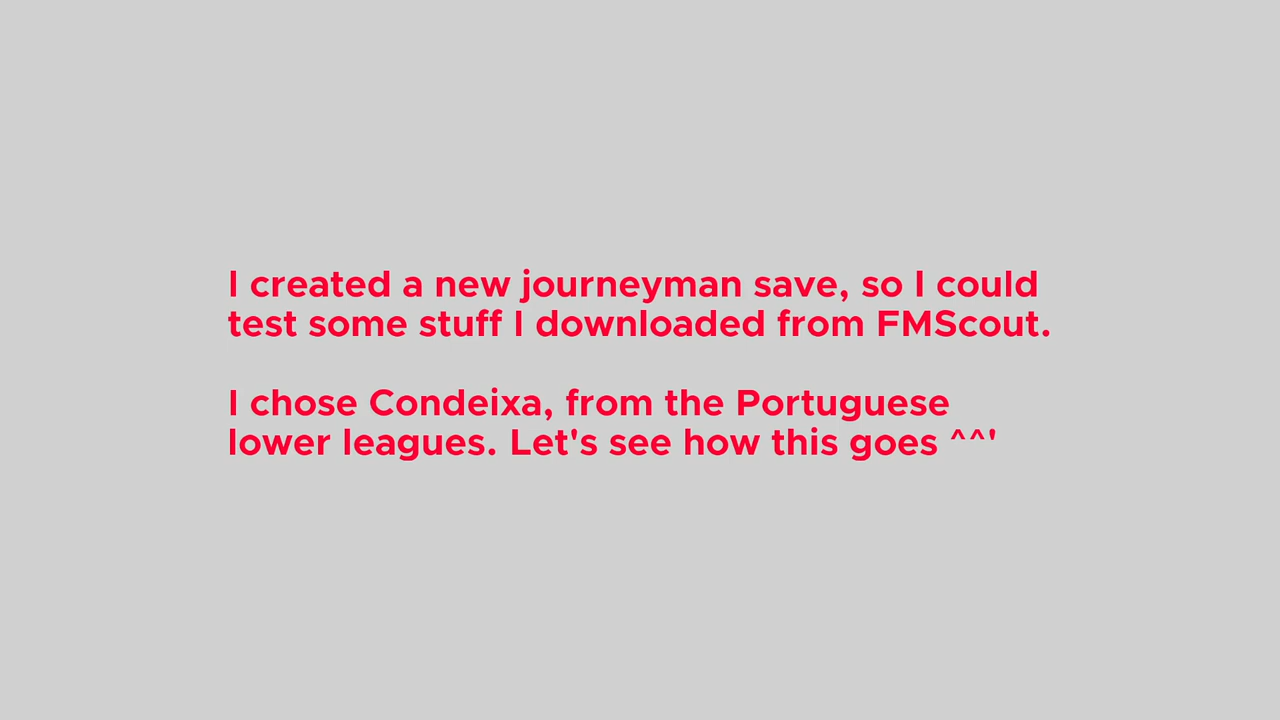 I created a new journeyman save, so I could
test some stuff I downloaded from FMScout.
I chose Condeixa, from the Portuguese
lower leagues. Let's see how this goes ^^'